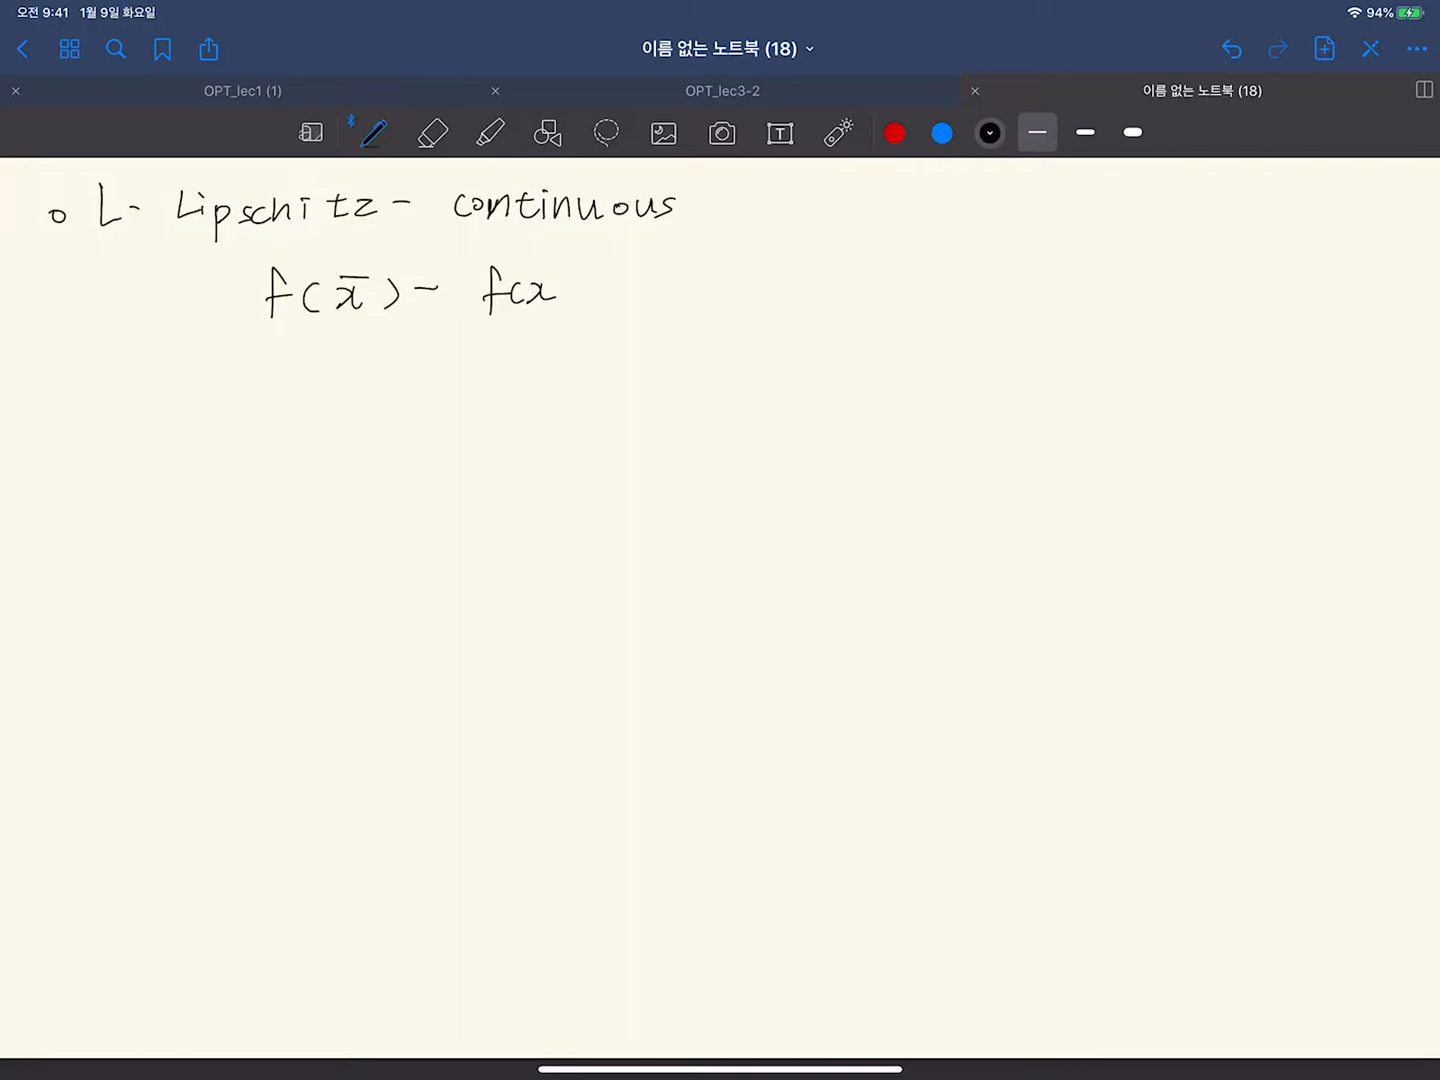 오전 9:41 1월 9일 화요일 94%
이름 없는 노트북 (18)
OPT_lec1 (1) OPT_lec3-2 이름 없는 노트북 (18)
o L- Lipschitz - continuous
f(x̄) - f(x